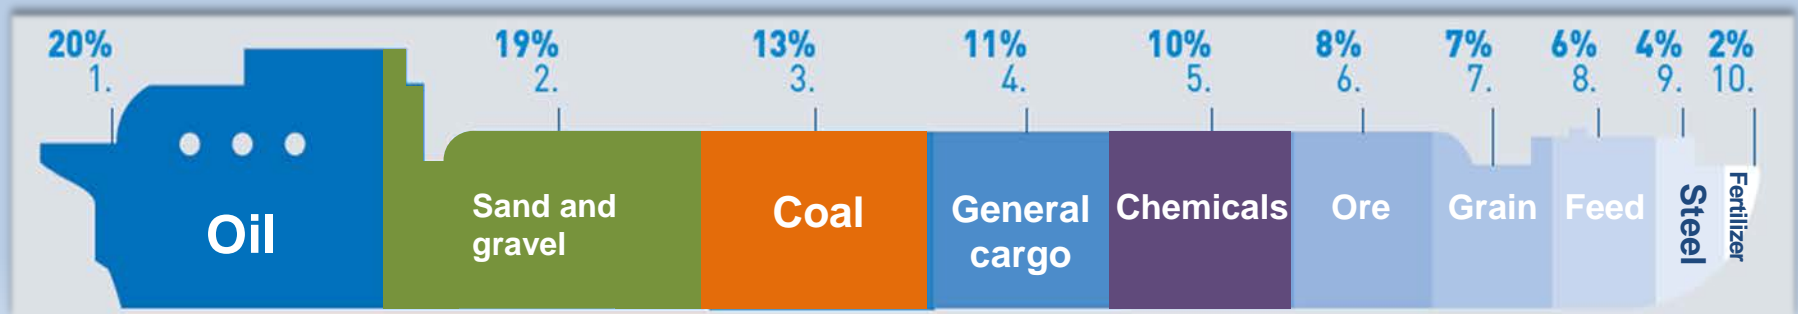 20% 19% 13% 11% 10% 8% 7% 6% 4% 2%
1. 2. 3. 4. 5. 6. 7. 8. 9. 10.
Oil
Sand and
gravel
Coal
General
cargo
Chemicals
Ore
Grain
Feed
Steel
Fertilizer